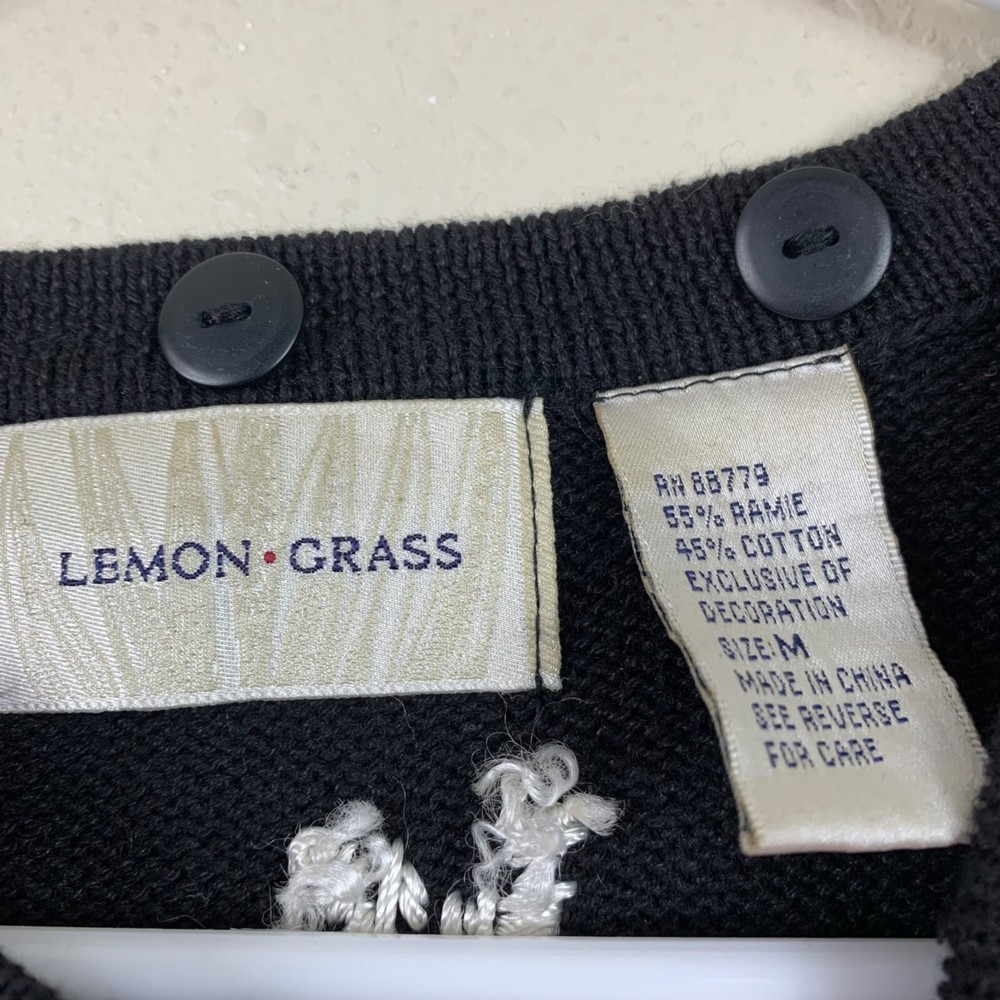 LEMON • GRASS
RN 88779
55% RAMIE
45% COTTON
EXCLUSIVE OF
DECORATION
SIZE: M
MADE IN CHINA
SEE REVERSE
FOR CARE